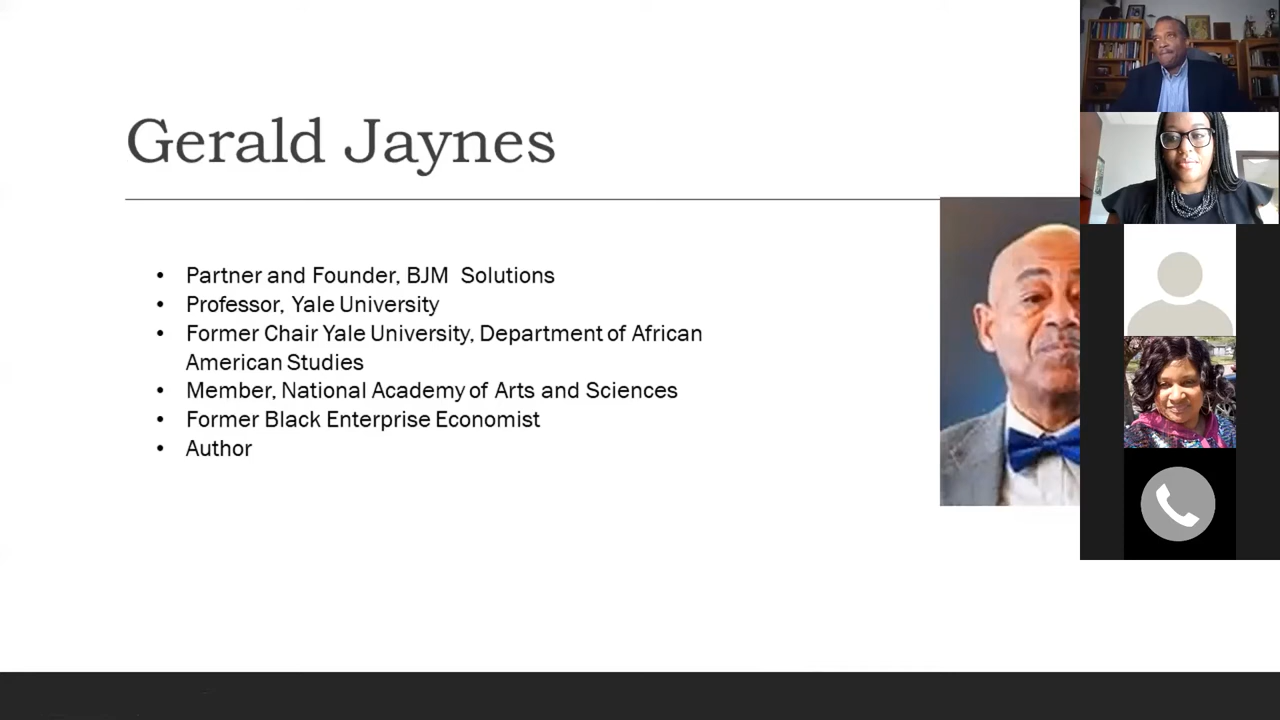 Gerald Jaynes
• Partner and Founder, BJM  Solutions
• Professor, Yale University
• Former Chair Yale University, Department of African
American Studies
• Member, National Academy of Arts and Sciences
• Former Black Enterprise Economist
• Author